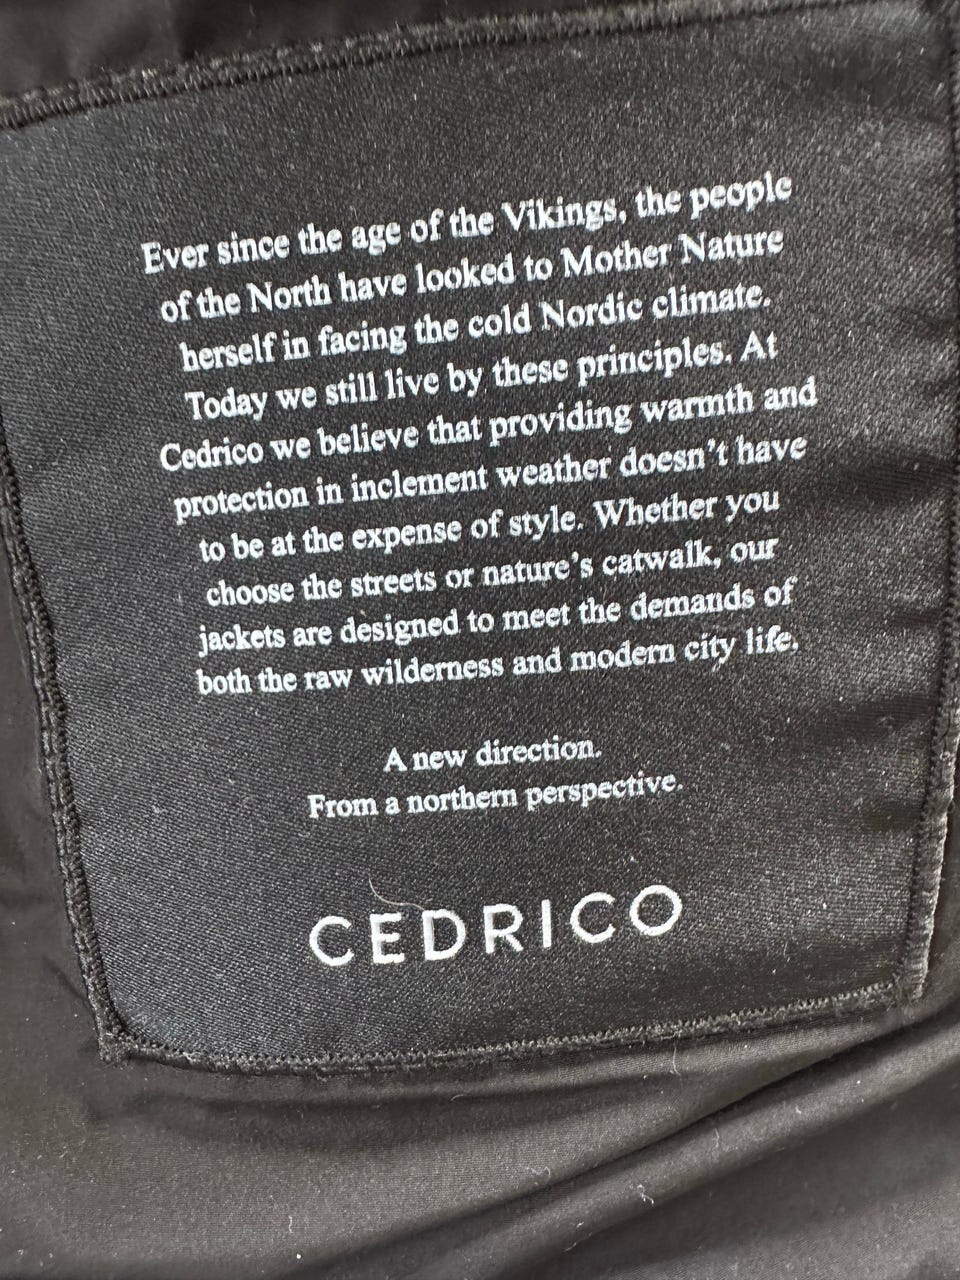 Ever since the age of the Vikings, the people
of the North have looked to Mother Nature
herself in facing the cold Nordic climate.
Today we still live by these principles. At
Cedrico we believe that providing warmth and
protection in inclement weather doesn't have
to be at the expense of style. Whether you
choose the streets or nature's catwalk, our
jackets are designed to meet the demands of
both the raw wilderness and modern city life.
A new direction.
From a northern perspective.
CEDRICO